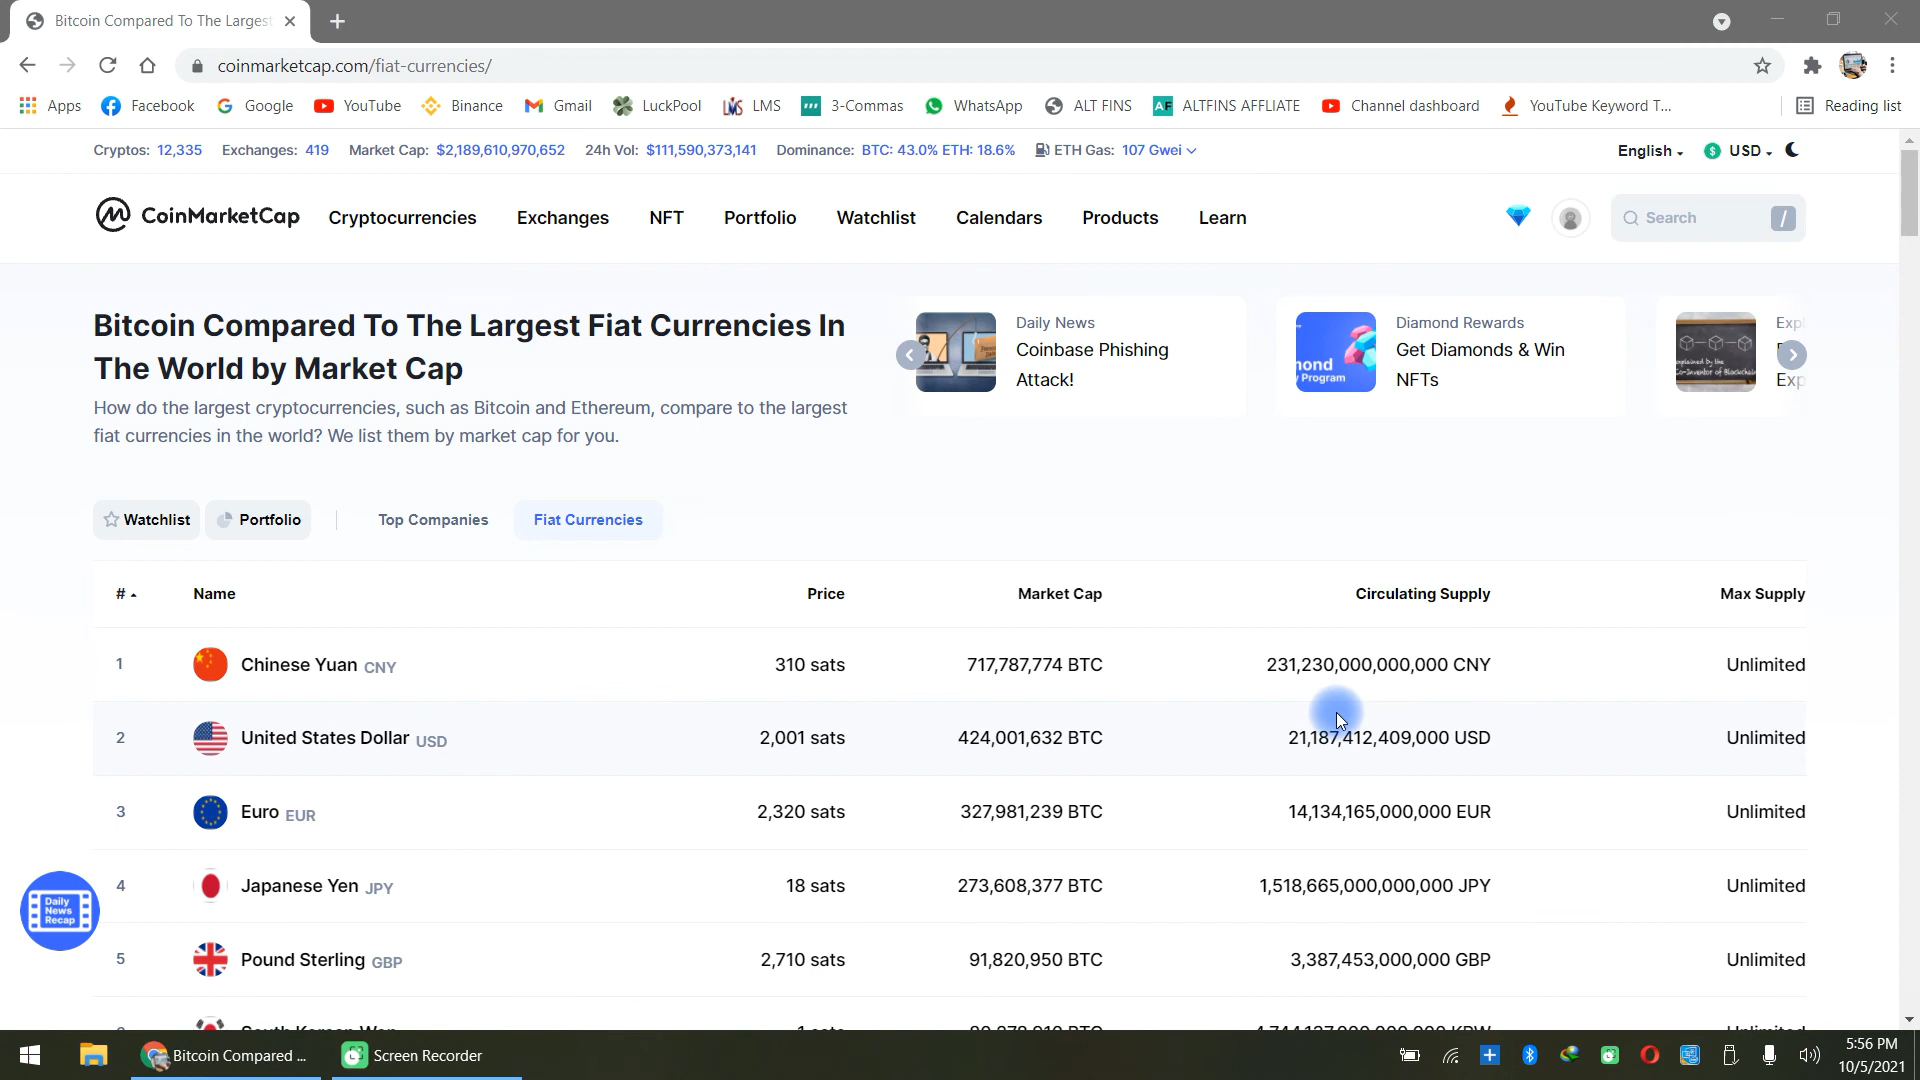 Bitcoin Compared To The Largest
coinmarketcap.com/fiat-currencies/
Apps Facebook Google YouTube Binance Gmail LuckPool LMS 3-Commas WhatsApp ALT FINS ALTFINS AFFLIATE Channel dashboard YouTube Keyword T... Reading list
Cryptos: 12,335 Exchanges: 419 Market Cap: $2,189,610,970,652 24h Vol: $111,590,373,141 Dominance: BTC: 43.0% ETH: 18.6% ETH Gas: 107 Gwei English USD
CoinMarketCap Cryptocurrencies Exchanges NFT Portfolio Watchlist Calendars Products Learn Search /
Bitcoin Compared To The Largest Fiat Currencies In
The World by Market Cap
How do the largest cryptocurrencies, such as Bitcoin and Ethereum, compare to the largest
fiat currencies in the world? We list them by market cap for you.
Daily News
Coinbase Phishing
Attack!
Diamond Rewards
Get Diamonds & Win
NFTs
Exp
Watchlist Portfolio Top Companies Fiat Currencies
# Name Price Market Cap Circulating Supply Max Supply
1 Chinese Yuan CNY 310 sats 717,787,774 BTC 231,230,000,000,000 CNY Unlimited
2 United States Dollar USD 2,001 sats 424,001,632 BTC 21,187,412,409,000 USD Unlimited
3 Euro EUR 2,320 sats 327,981,239 BTC 14,134,165,000,000 EUR Unlimited
4 Japanese Yen JPY 18 sats 273,608,377 BTC 1,518,665,000,000,000 JPY Unlimited
5 Pound Sterling GBP 2,710 sats 91,820,950 BTC 3,387,453,000,000 GBP Unlimited
Daily
News
Recap
Bitcoin Compared ... Screen Recorder
5:56 PM
10/5/2021